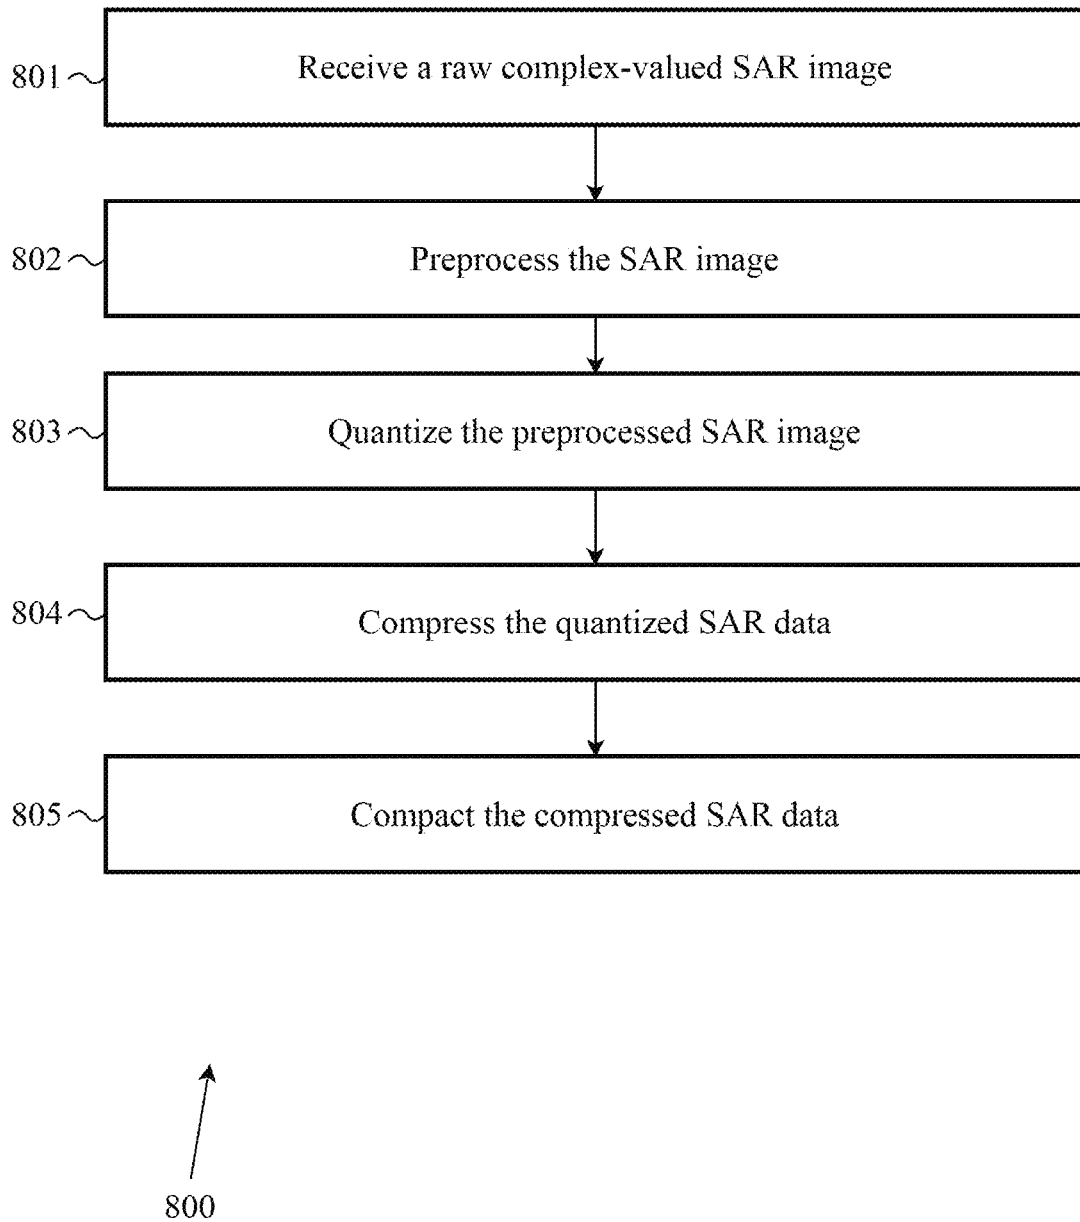 801
Receive a raw complex-valued SAR image
802
Preprocess the SAR image
803
Quantize the preprocessed SAR image
804
Compress the quantized SAR data
805
Compact the compressed SAR data
800